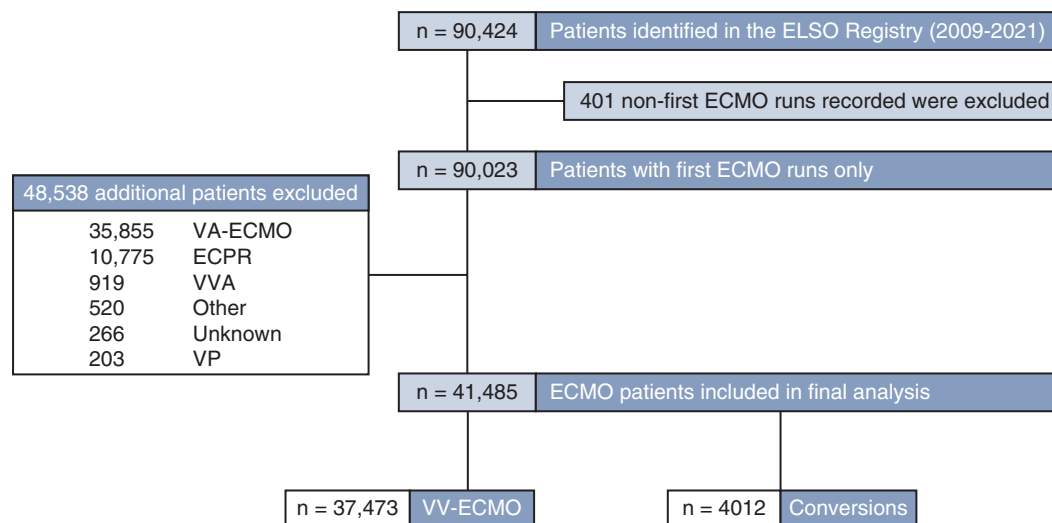 n = 90,424 Patients identified in the ELSO Registry (2009-2021)
401 non-first ECMO runs recorded were excluded
n = 90,023 Patients with first ECMO runs only
48,538 additional patients excluded
35,855 VA-ECMO
10,775 ECPR
919 VVA
520 Other
266 Unknown
203 VP
n = 41,485 ECMO patients included in final analysis
n = 37,473 VV-ECMO
n = 4012 Conversions